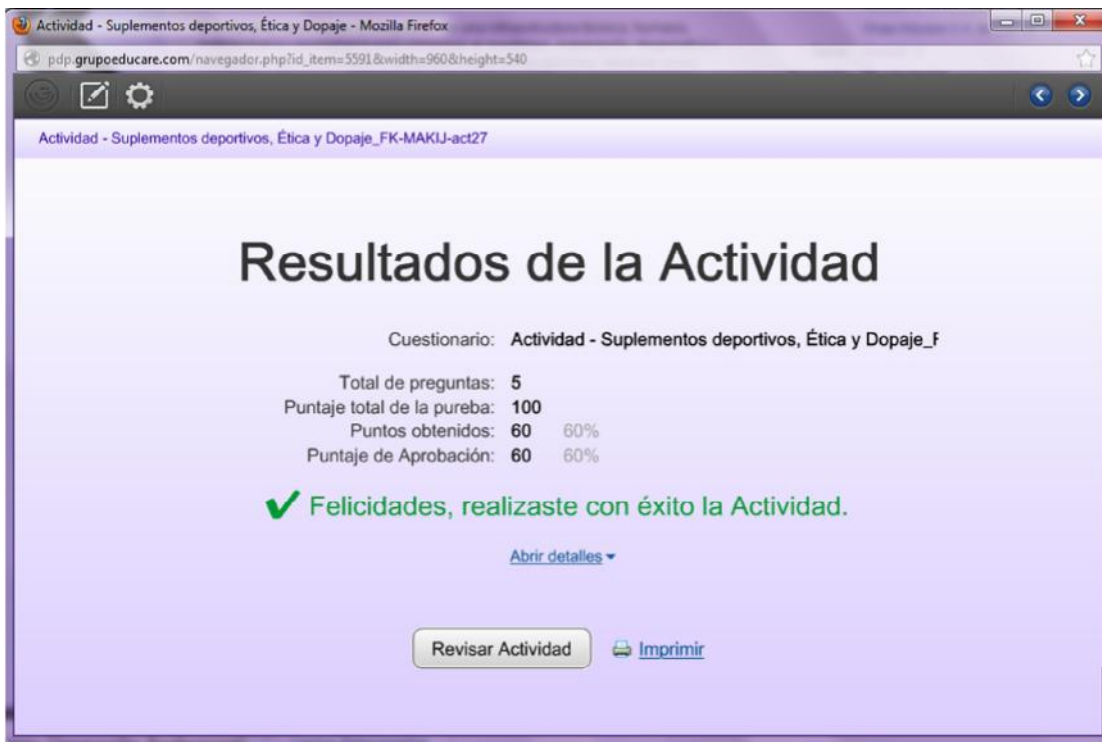 Actividad - Suplementos deportivos, Ética y Dopaje - Mozilla Firefox
pdp.grupoeducare.com/navegador.php?id_item=5591&width=960&height=540
Actividad - Suplementos deportivos, Ética y Dopaje_FK-MAKIJ-act27
Resultados de la Actividad
Cuestionario: Actividad - Suplementos deportivos, Ética y Dopaje_F
Total de preguntas: 5
Puntaje total de la pureba: 100
Puntos obtenidos: 60 60%
Puntaje de Aprobación: 60 60%
Felicidades, realizaste con éxito la Actividad.
Abrir detalles
Revisar Actividad Imprimir